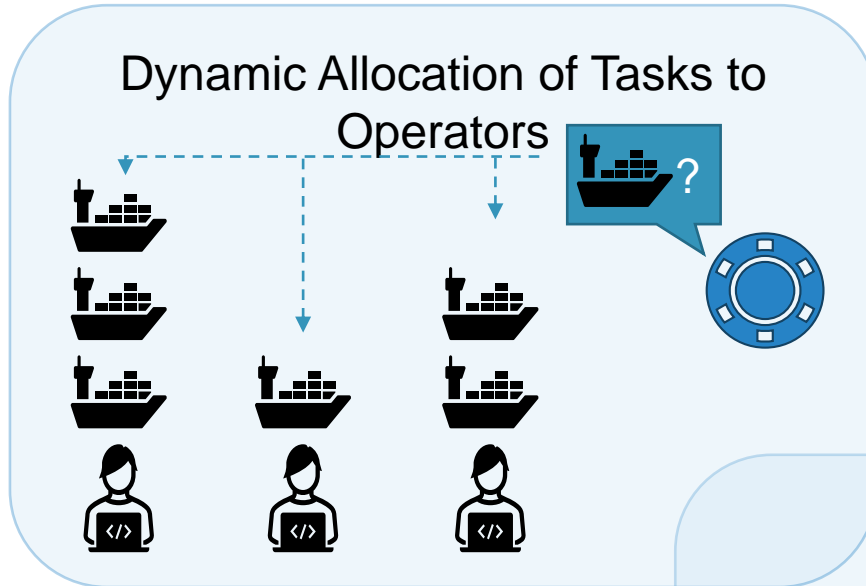 Dynamic Allocation of Tasks to
Operators
?
</> </> </>